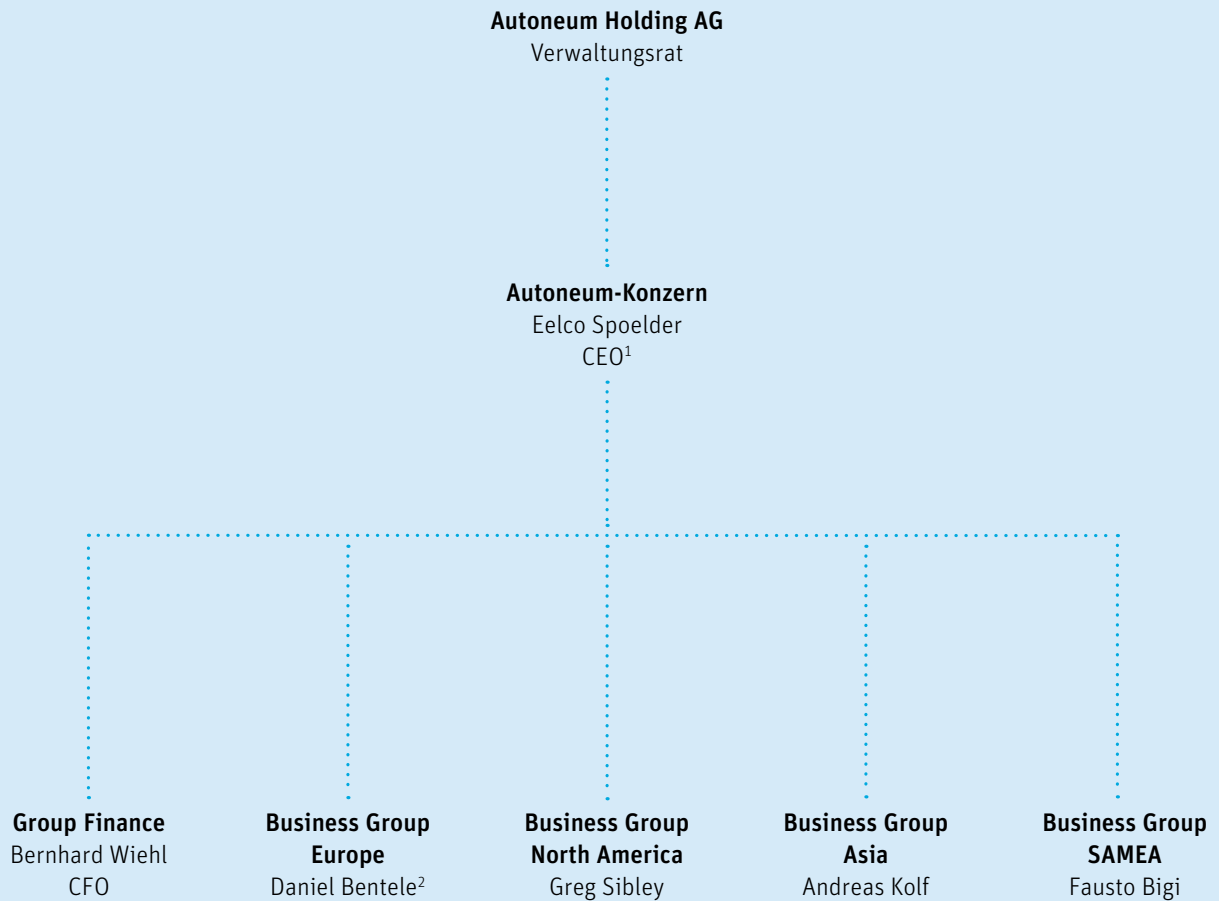 Autoneum Holding AG
Verwaltungsrat
Autoneum-Konzern
Eelco Spoelder
CEO¹
Group Finance
Bernhard Wiehl
CFO
Business Group
Europe
Daniel Bentele²
Business Group
North America
Greg Sibley
Business Group
Asia
Andreas Kolf
Business Group
SAMEA
Fausto Bigi